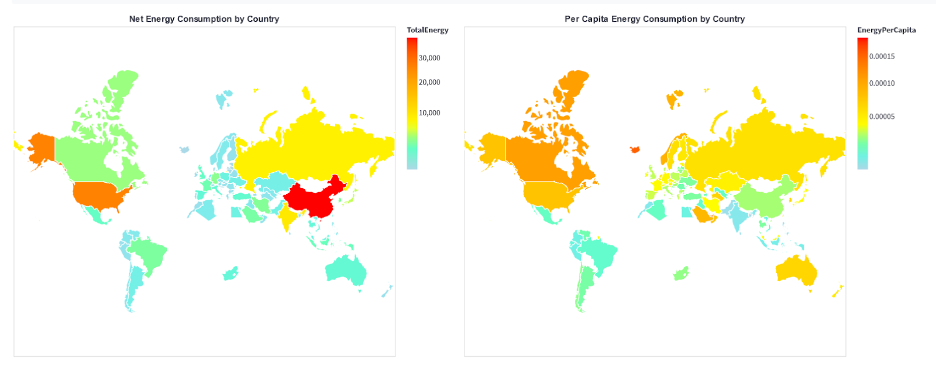 Net Energy Consumption by Country
TotalEnergy
30,000
20,000
10,000
Per Capita Energy Consumption by Country
EnergyPerCapita
0.00015
0.00010
0.00005